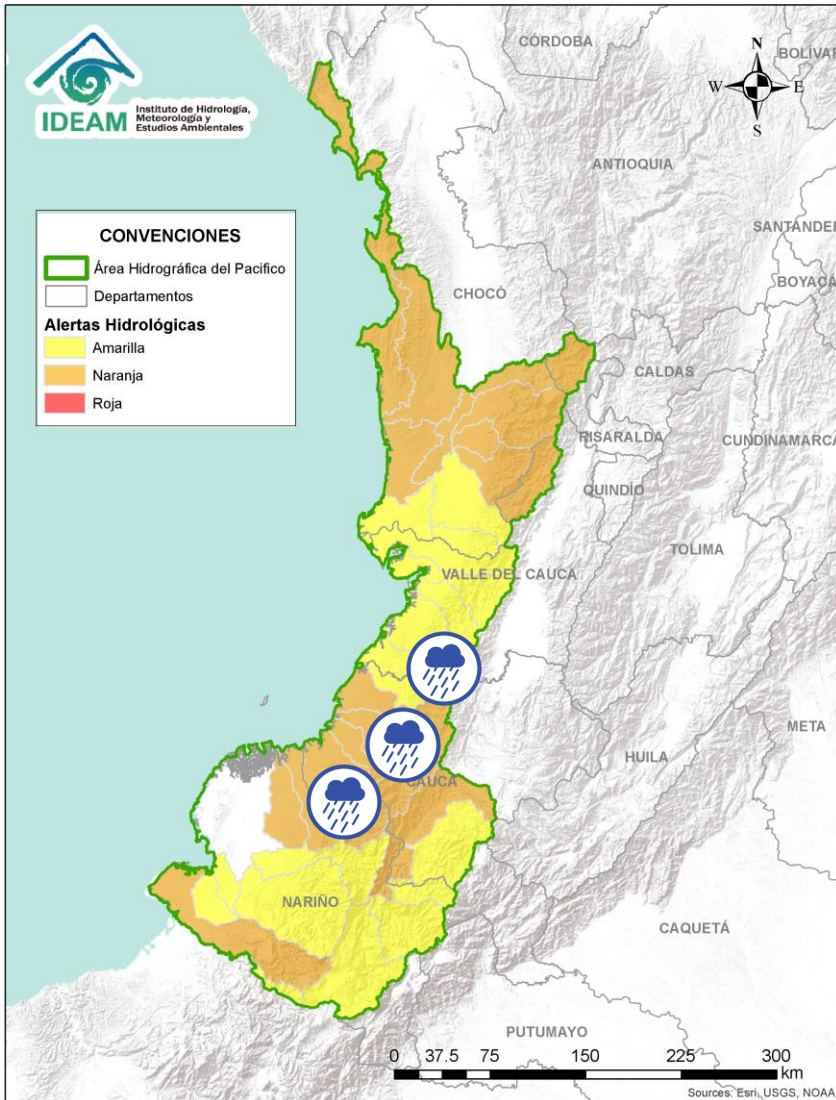 IDEAM
Instituto de Hidrología,
Meteorología y
Estudios Ambientales
CÓRDOBA
BOLÍVAR
N
W
E
S
ANTIOQUIA
SANTANDER
BOYACÁ
CONVENCIONES
Área Hidrográfica del Pacifico
Departamentos
Alertas Hidrológicas
Amarilla
Naranja
Roja
CHOCÓ
CALDAS
RISARALDA
CUNDINAMARCA
QUINDÍO
TOLIMA
VALLE DEL CAUCA
META
HUILA
CAUCA
NARIÑO
CAQUETÁ
PUTUMAYO
0 37.5 75 150 225 300
km
Sources: Esri, USGS, NOAA